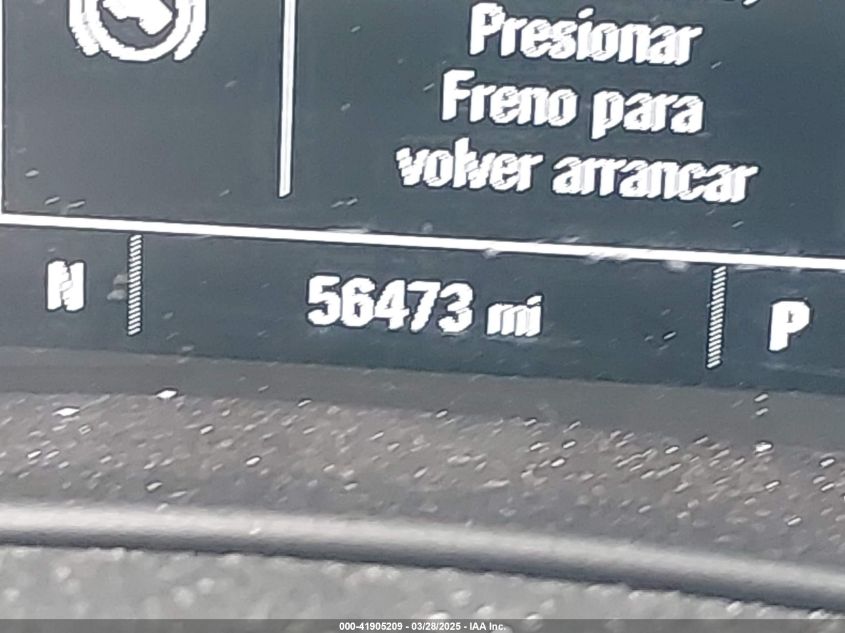 Presionar
Freno para
volver arrancar
N 56473 mi P
000-41905209 - 03/28/2025 - IAA Inc.